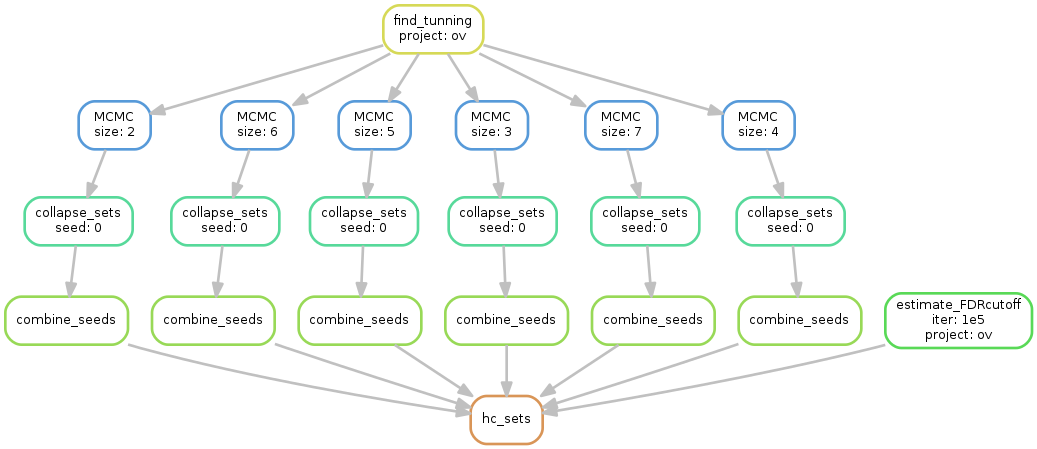 find_tunning
project: ov
MCMC
size: 2
MCMC
size: 6
MCMC
size: 5
MCMC
size: 3
MCMC
size: 7
MCMC
size: 4
collapse_sets
seed: 0
collapse_sets
seed: 0
collapse_sets
seed: 0
collapse_sets
seed: 0
collapse_sets
seed: 0
collapse_sets
seed: 0
combine_seeds
combine_seeds
combine_seeds
combine_seeds
combine_seeds
combine_seeds
estimate_FDRcutoff
iter: 1e5
project: ov
hc_sets